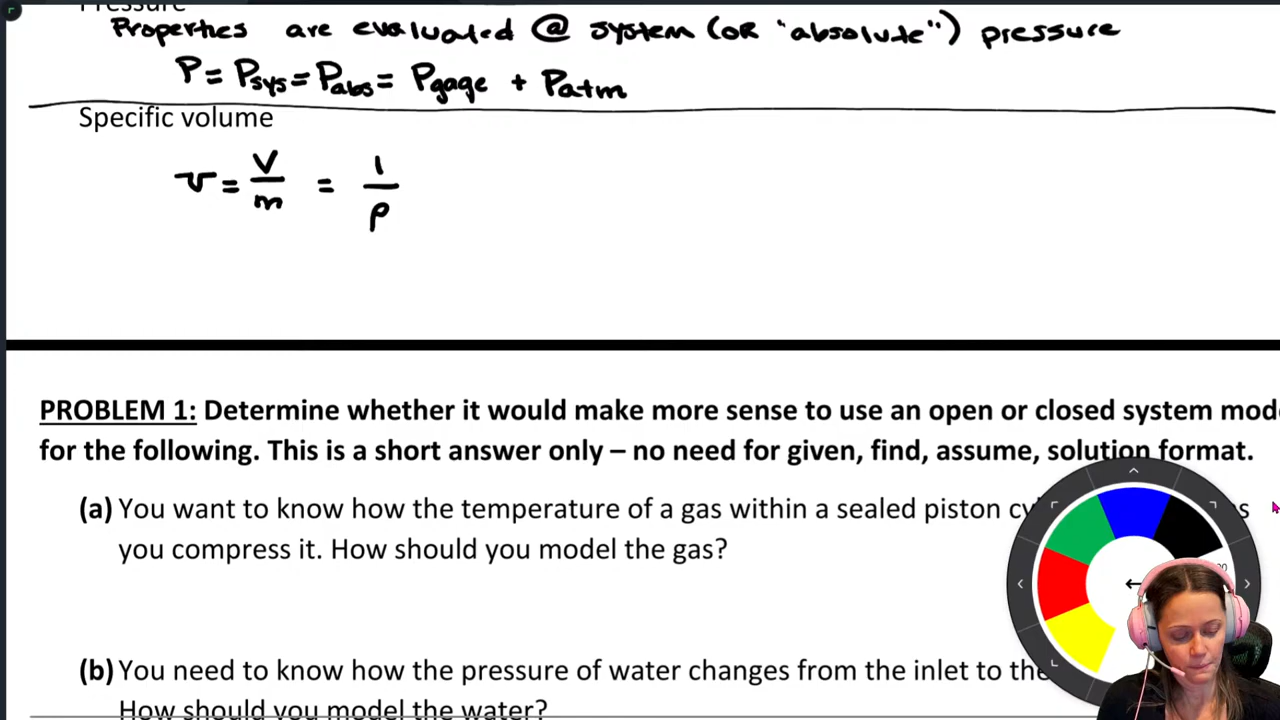 Pressure
Properties are evaluated @ system (OR "absolute") pressure
P = Psys = Pabs = Pgage + Patm
Specific volume
v = V/m = 1/ρ
PROBLEM 1: Determine whether it would make more sense to use an open or closed system
for the following. This is a short answer only – no need for given, find, assume, solution format.
(a) You want to know how the temperature of a gas within a sealed piston
you compress it. How should you model the gas?
(b) You need to know how the pressure of water changes from the inlet to
How should you model the water?